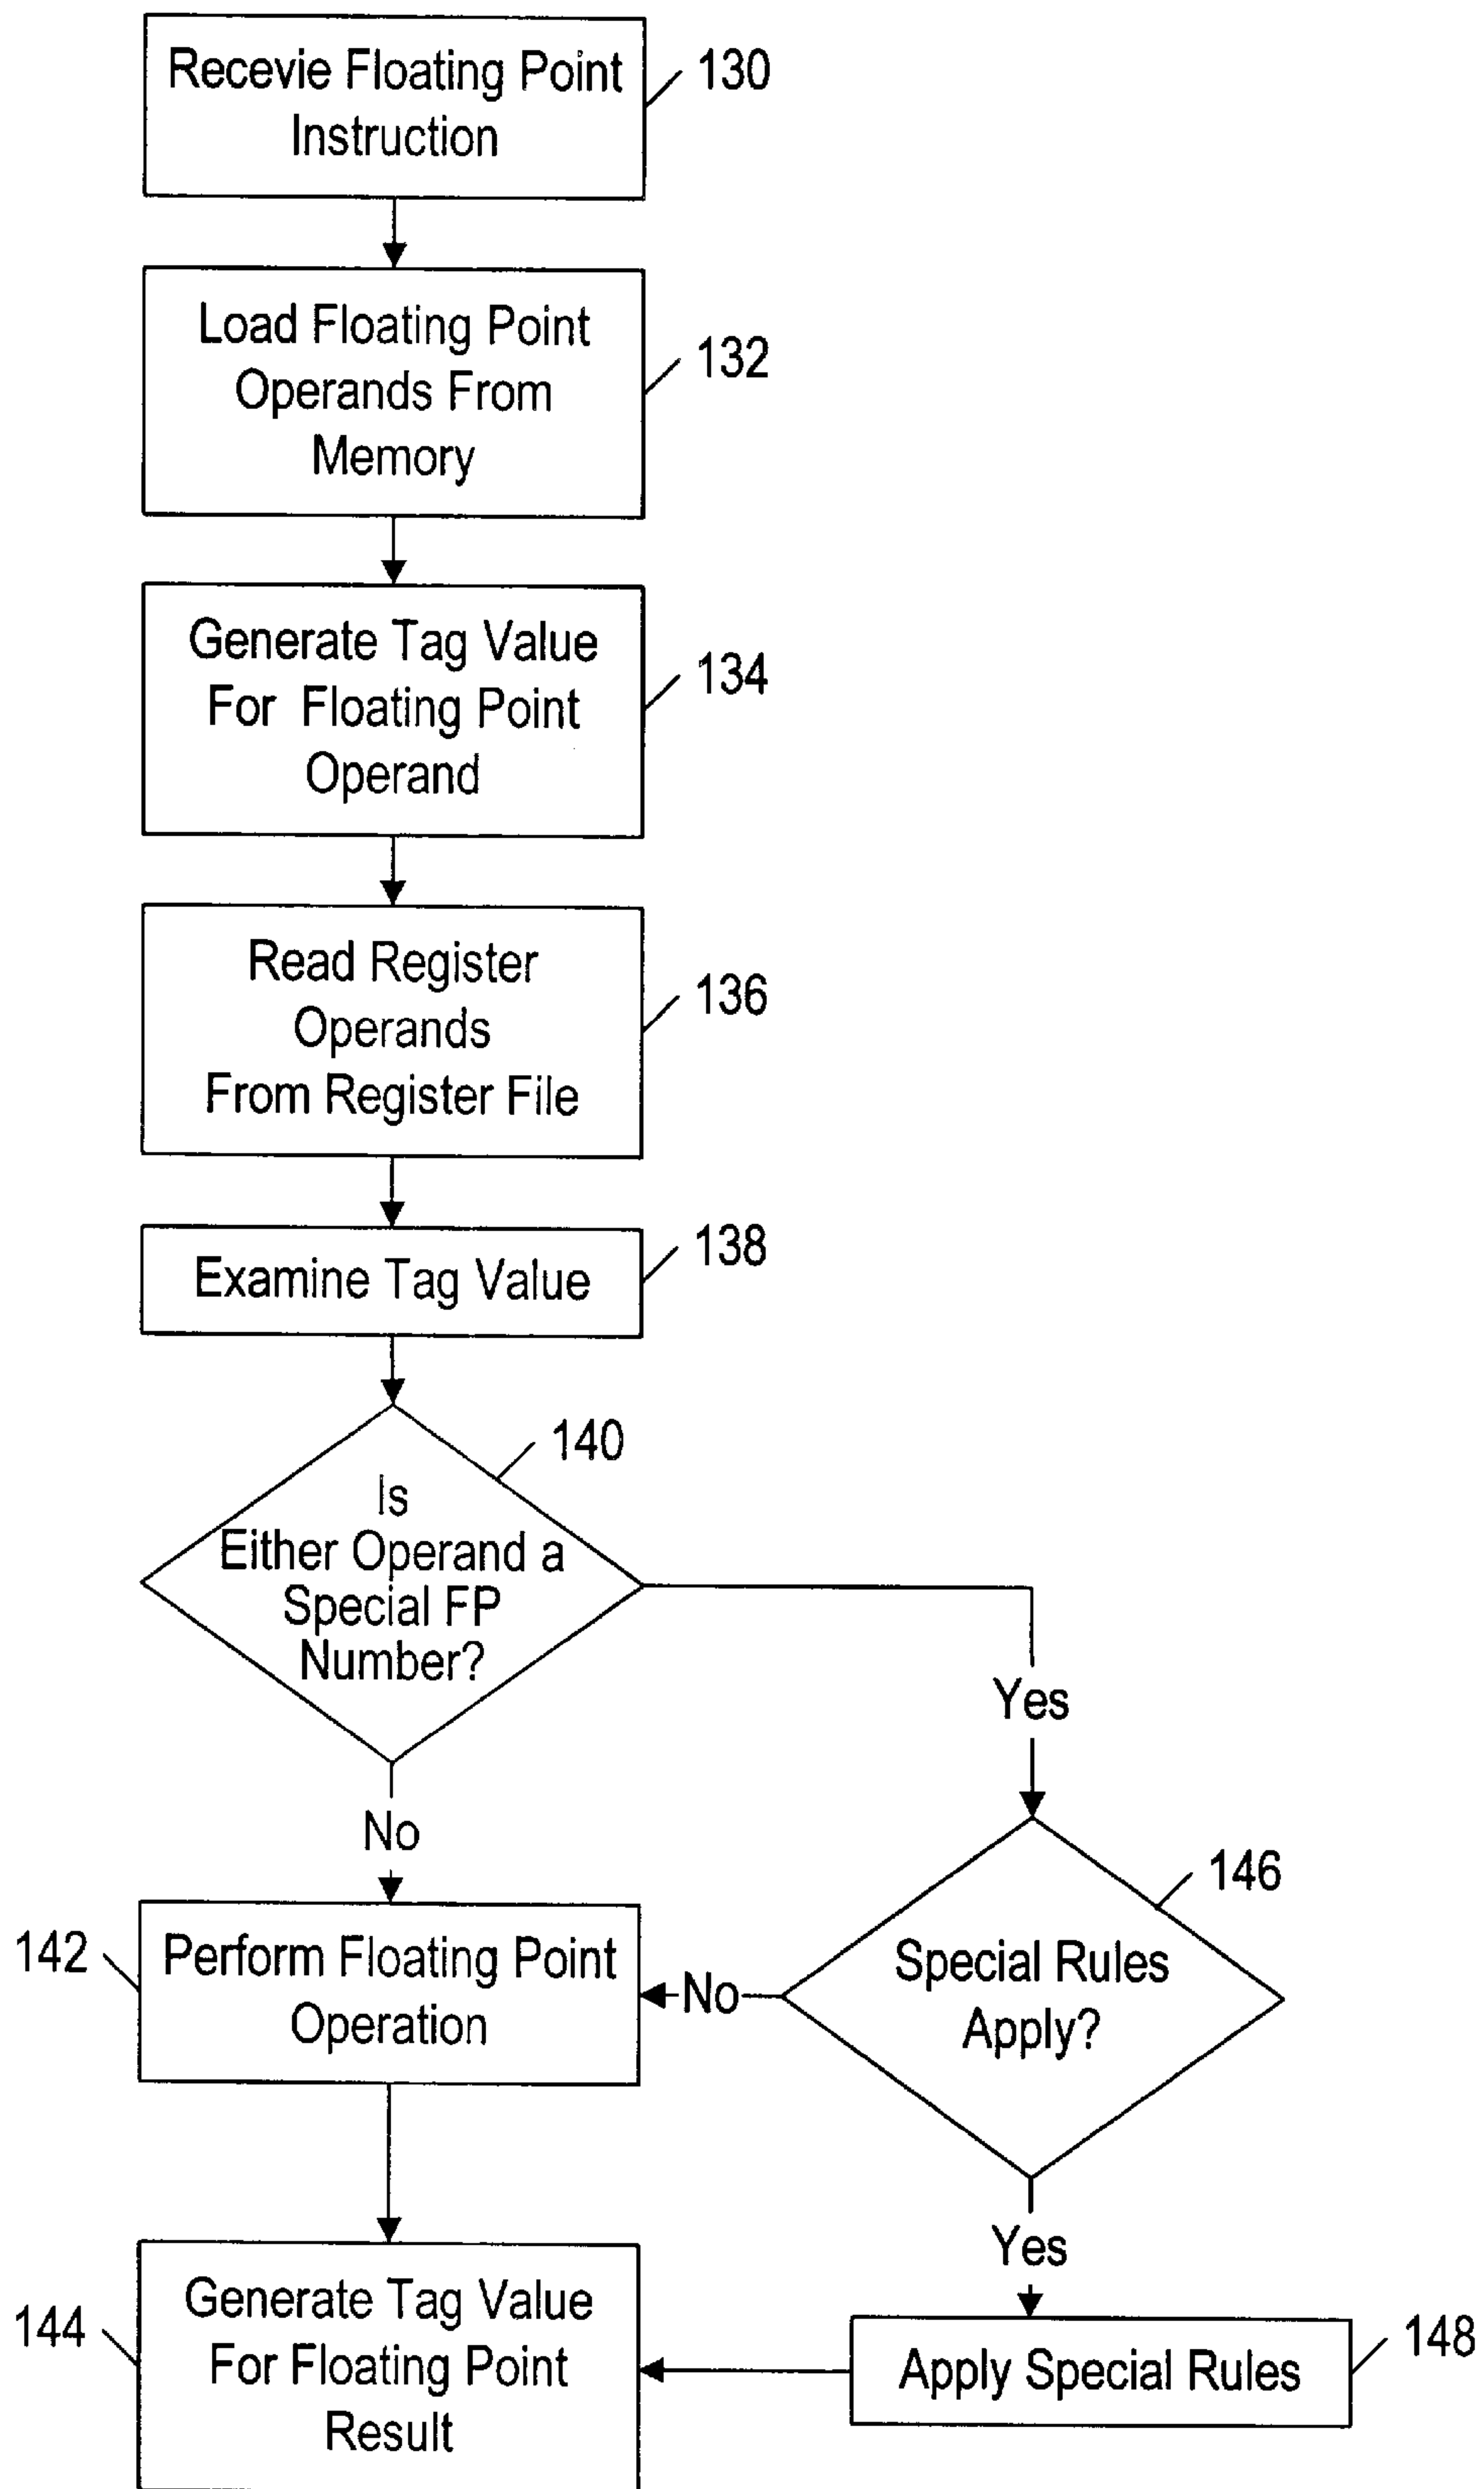 Recevie Floating Point
Instruction
130
Load Floating Point
Operands From
Memory
132
Generate Tag Value
For Floating Point
Operand
134
Read Register
Operands
From Register File
136
Examine Tag Value
138
Is
Either Operand a
Special FP
Number?
140
Yes
No
146
Special Rules
Apply?
142
Perform Floating Point
Operation
No
Yes
144
Generate Tag Value
For Floating Point
Result
Apply Special Rules
148